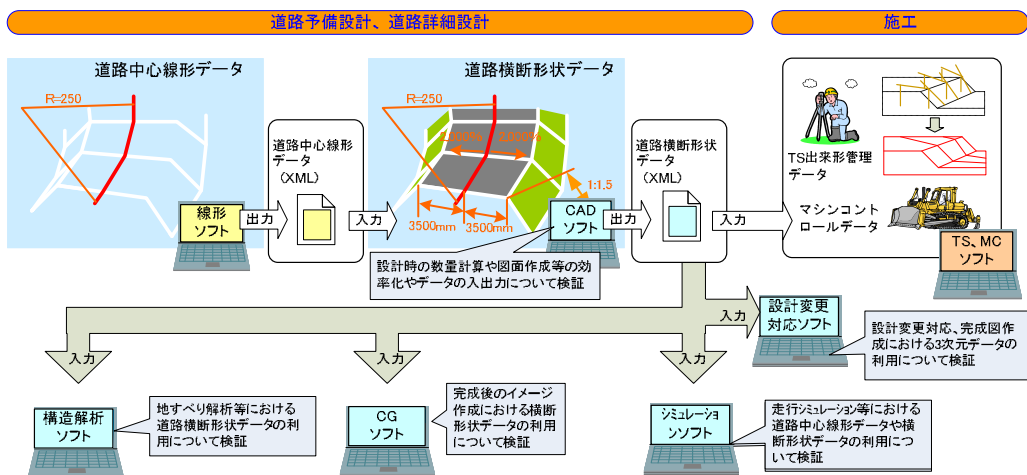 道路予備設計、道路詳細設計
施工
道路中心線形データ
R=250
線形
ソフト
出力
道路中心線形
データ
(XML)
入力
道路横断形状データ
R=250
2.000%
2.000%
1:1.5
3500mm
3500mm
CAD
ソフト
出力
道路横断形状
データ
(XML)
入力
TS出来形管理
データ
マシンコント
ロールデータ
TS、MC
ソフト
設計時の数量計算や図面作成等の効
率化やデータの入出力について検証
入力
設計変更
対応ソフト
設計変更対応、完成図作
成における3次元データの
利用について検証
入力
構造解析
ソフト
地すべり解析等における
道路横断形状データの利
用について検証
入力
CG
ソフト
完成後のイメージ
作成における横断
形状データの利用
について検証
入力
シミュレーショ
ンソフト
走行シミュレーション等における
道路中心線形データや横
断形状データの利用につ
いて検証